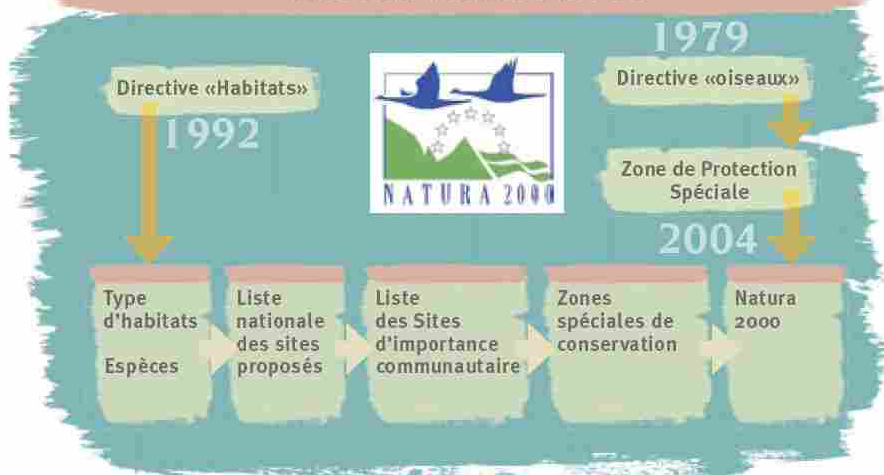 1979
Directive «Habitats»
Directive «oiseaux»
1992
NATURA 2000
Zone de Protection
Spéciale
2004
Type
d'habitats
Espèces
Liste
nationale
des sites
proposés
Liste
des Sites
d'importance
communautaire
Zones
spéciales de
conservation
Natura
2000